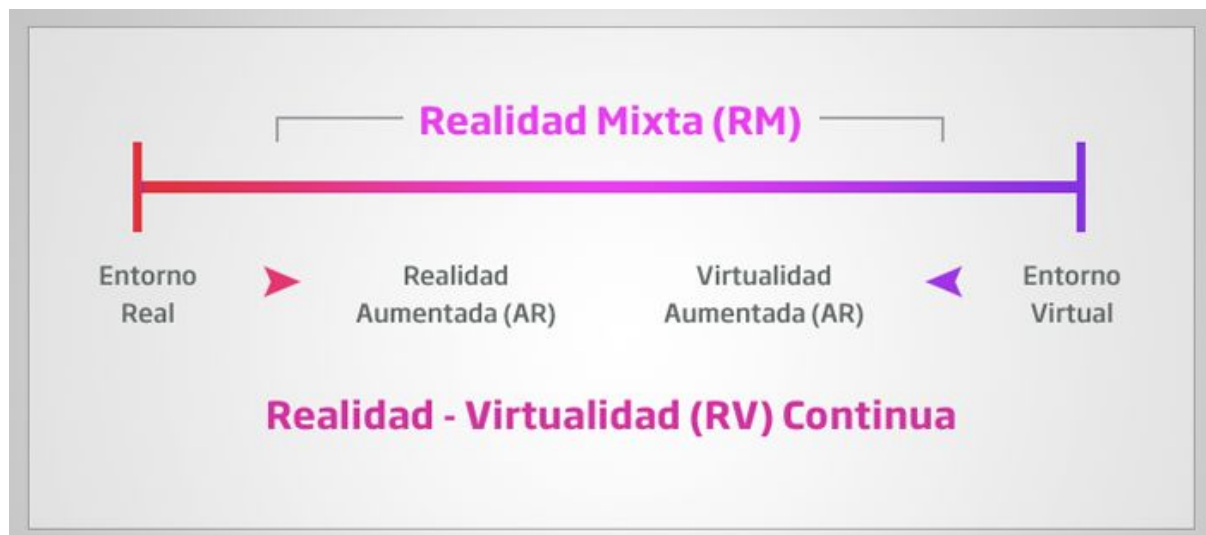 Realidad Mixta (RM)
Entorno
Real
Realidad
Aumentada (AR)
Virtualidad
Aumentada (AR)
Entorno
Virtual
Realidad - Virtualidad (RV) Continua